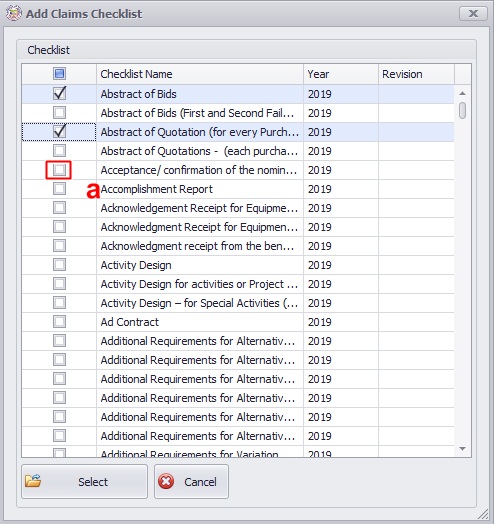 Add Claims Checklist
Checklist
Checklist Name Year Revision
Abstract of Bids 2019
Abstract of Bids (First and Second Fail... 2019
Abstract of Quotation (for every Purch... 2019
Abstract of Quotations - (each purcha... 2019
Acceptance/ confirmation of the nomin... 2019
a
Accomplishment Report 2019
Acknowledgement Receipt for Equipme... 2019
Acknowledgment Receipt for Equipmen... 2019
Acknowledgment receipt from the ben... 2019
Activity Design 2019
Activity Design for activities or Project ... 2019
Activity Design – for Special Activities (... 2019
Ad Contract 2019
Additional Requirements for Alternativ... 2019
Additional Requirements for Alternativ... 2019
Additional Requirements for Alternativ... 2019
Additional Requirements for Alternativ... 2019
Additional Requirements for Alternativ... 2019
Additional Requirements for Alternativ... 2019
Additional Requirements for Variation 2019
Select Cancel